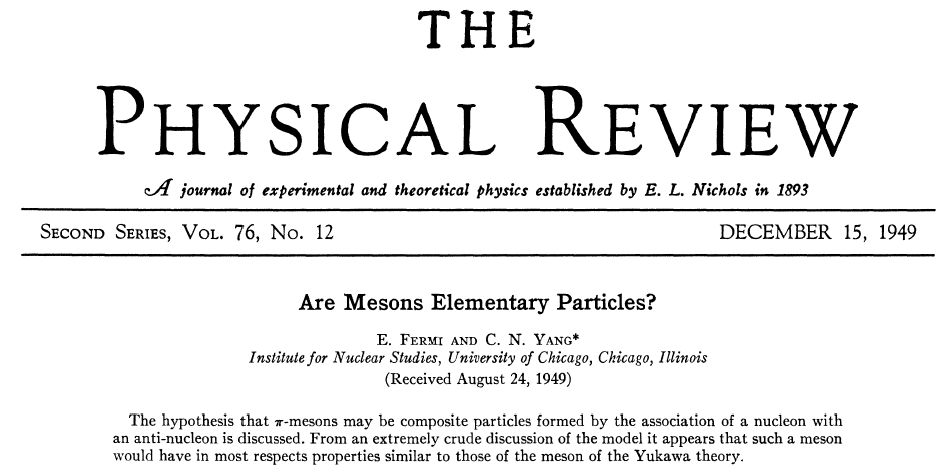 THE
PHYSICAL REVIEW
A journal of experimental and theoretical physics established by E. L. Nichols in 1893
SECOND SERIES, VOL. 76, NO. 12 DECEMBER 15, 1949
Are Mesons Elementary Particles?
E. FERMI AND C. N. YANG*
Institute for Nuclear Studies, University of Chicago, Chicago, Illinois
(Received August 24, 1949)
The hypothesis that π-mesons may be composite particles formed by the association of a nucleon with
an anti-nucleon is discussed. From an extremely crude discussion of the model it appears that such a meson
would have in most respects properties similar to those of the meson of the Yukawa theory.